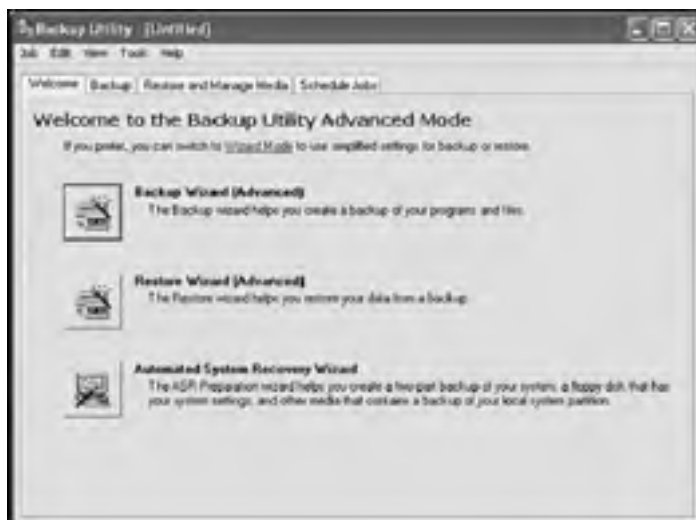 Backup Utility - [Untitled]
Job Edit View Tools Help
Welcome Backup Restore and Manage Media Schedule Jobs
Welcome to the Backup Utility Advanced Mode
If you prefer, you can switch to Wizard Mode to use simplified settings for backup or restore.
Backup Wizard (Advanced)
The Backup wizard helps you create a backup of your programs and files.
Restore Wizard (Advanced)
The Restore wizard helps you restore your data from a backup.
Automated System Recovery Wizard
The ASR Preparation wizard helps you create a two-part backup of your system: a floppy disk that has
your system settings, and other media that contains a backup of your local system partition.